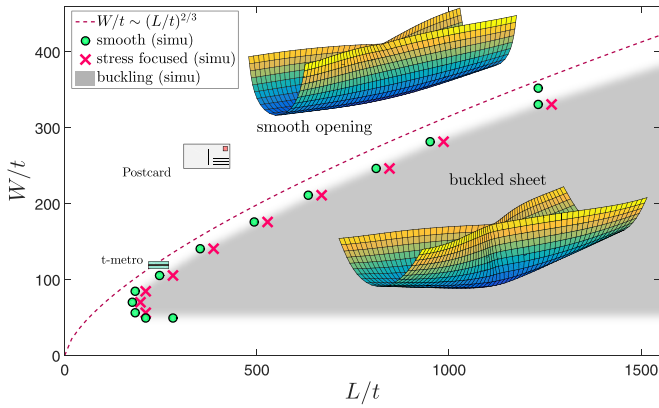 W/t ~ (L/t)^{2/3}
smooth (simu)
stress focused (simu)
buckling (simu)
smooth opening
Postcard
buckled sheet
t-metro
W/t
400
300
200
100
0
0
500
1000
1500
L/t